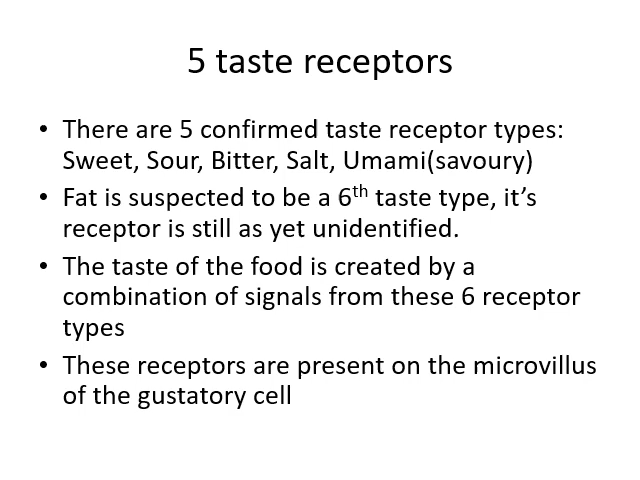 5 taste receptors
• There are 5 confirmed taste receptor types:
Sweet, Sour, Bitter, Salt, Umami(savoury)
• Fat is suspected to be a 6th taste type, it’s
receptor is still as yet unidentified.
• The taste of the food is created by a
combination of signals from these 6 receptor
types
• These receptors are present on the microvillus
of the gustatory cell